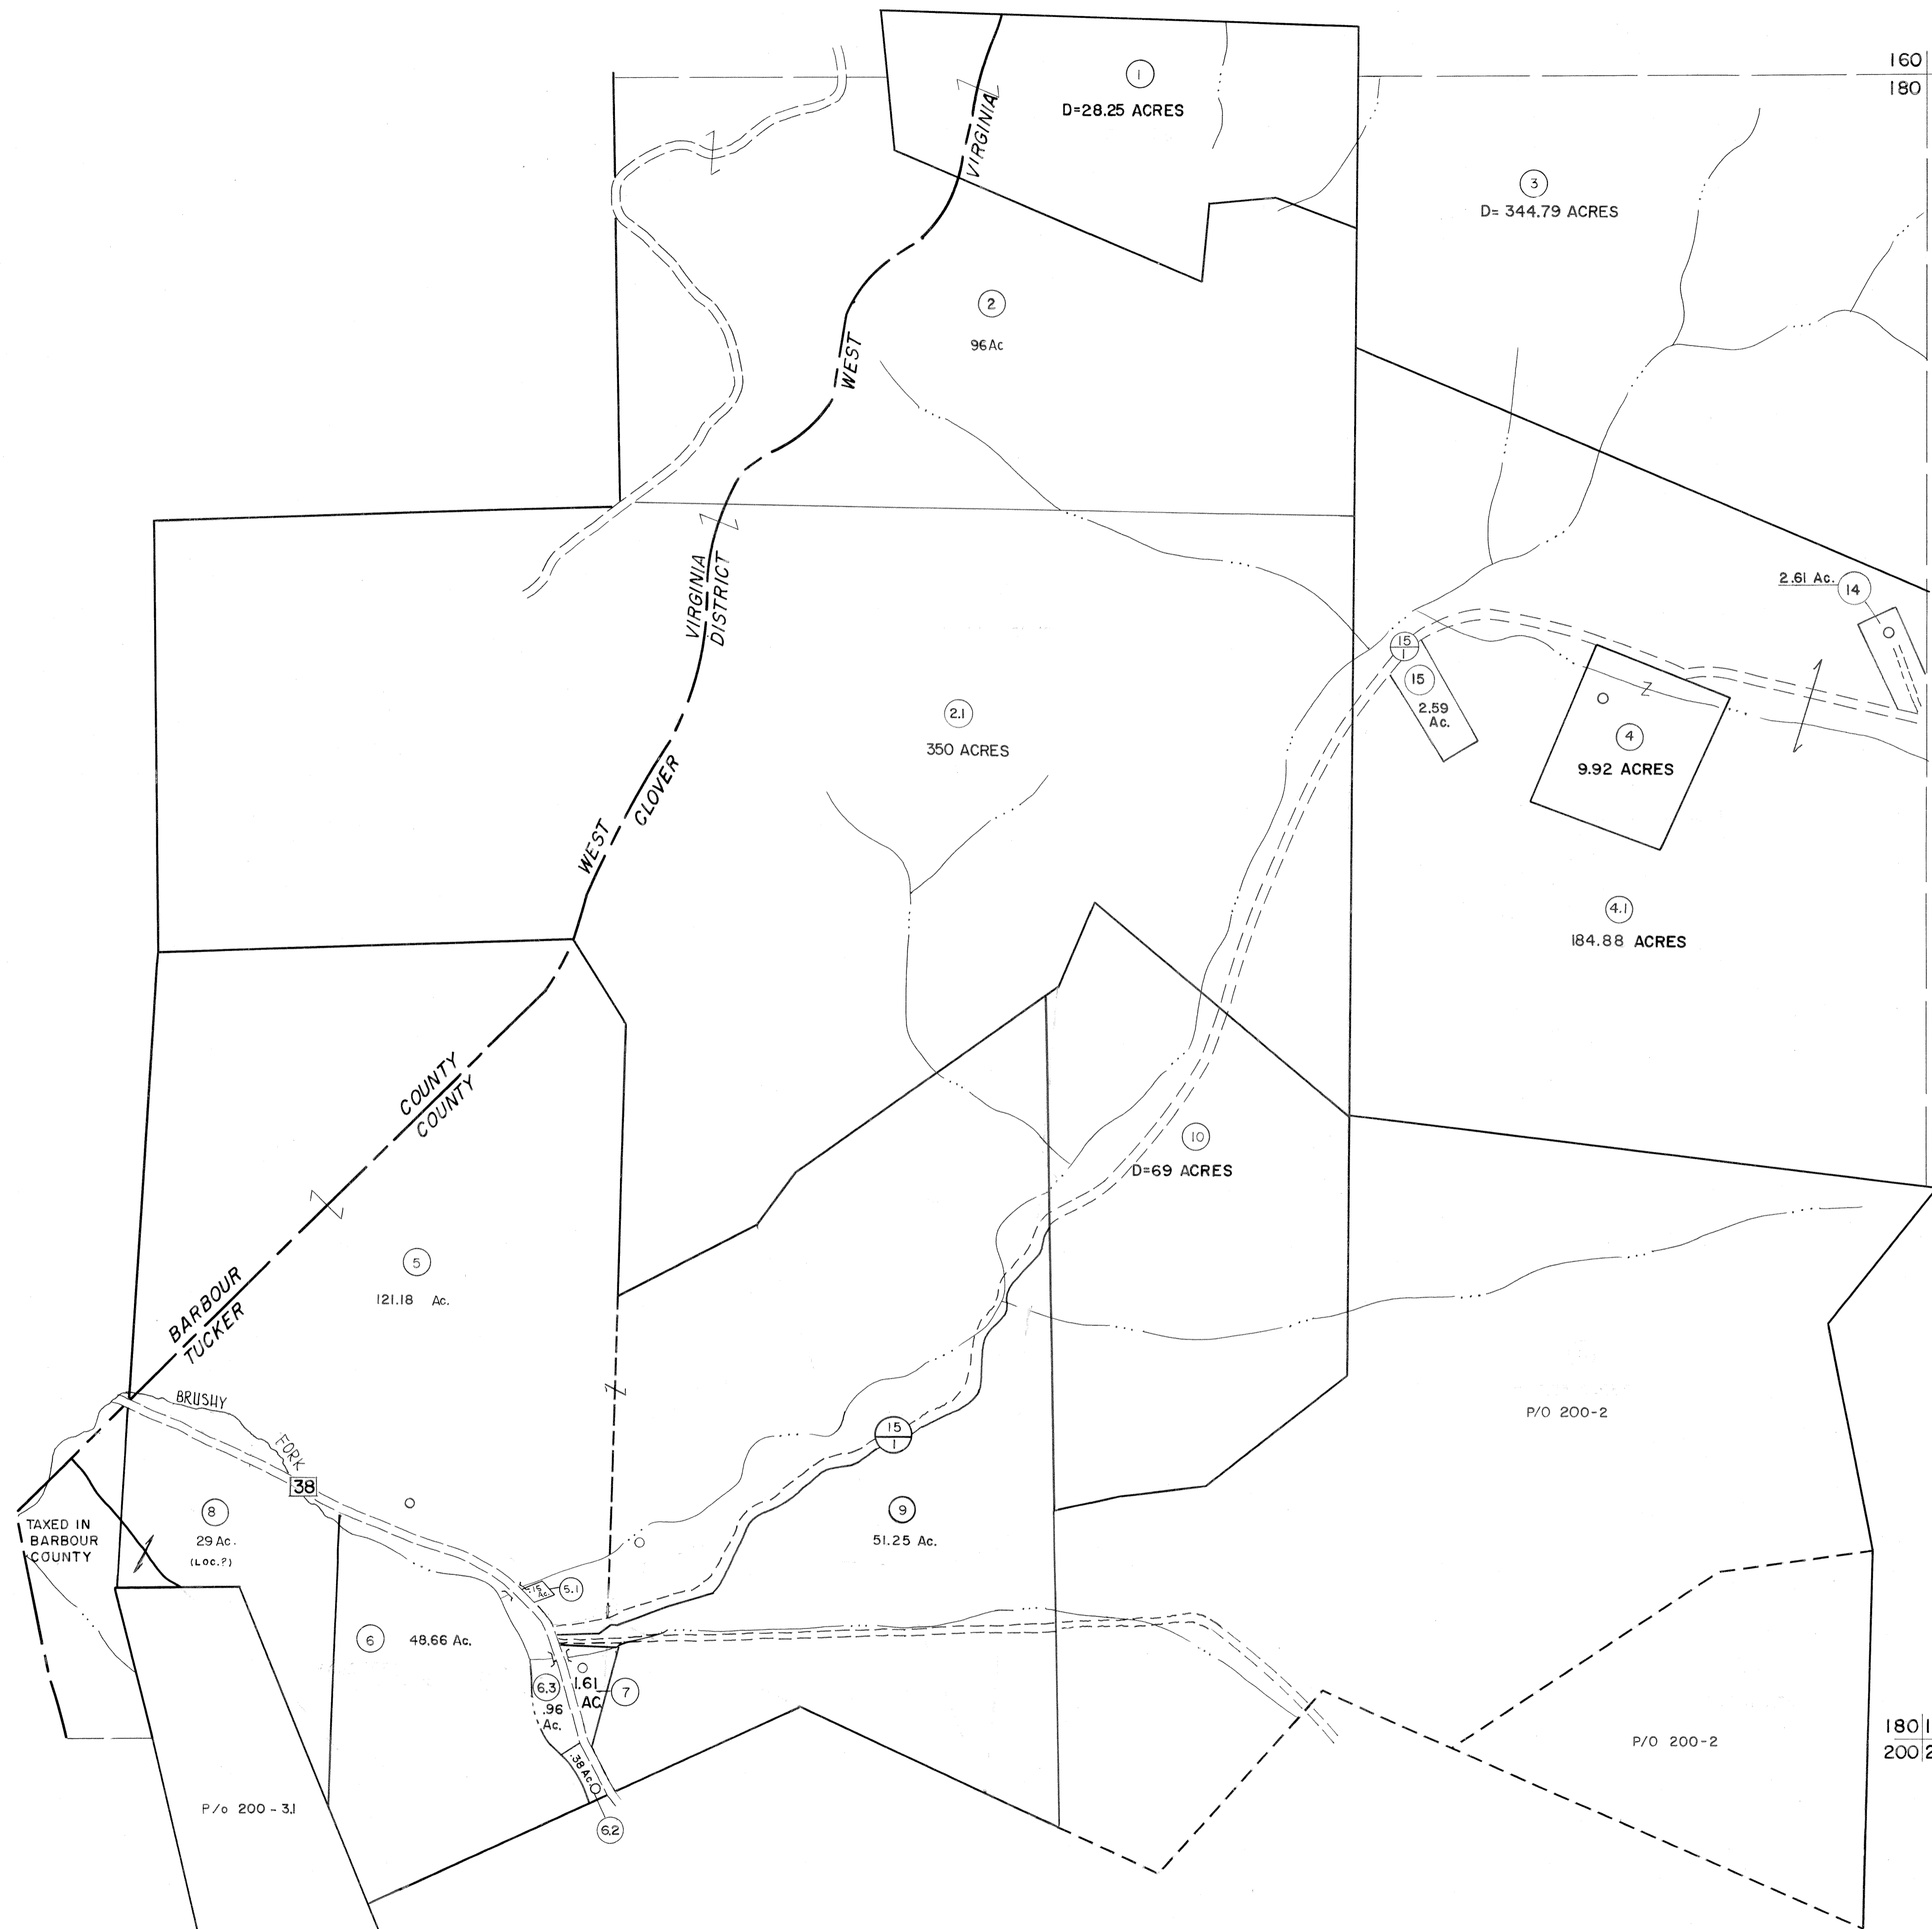 160
180
1
D=28.25 ACRES
VIRGINIA
3
D= 344.79 ACRES
2
96 Ac
WEST
VIRGINIA
DISTRICT
2.61 Ac.
14
15
1
15
2.59
Ac.
4
9.92 ACRES
2.1
350 ACRES
WEST
CLOVER
4.1
184.88 ACRES
COUNTY
COUNTY
10
D=69 ACRES
5
121.18 Ac.
BARBOUR
TUCKER
BRUSHY
FORK
38
P/O 200-2
15
1
8
29 Ac.
(LOC.?)
TAXED IN
BARBOUR
COUNTY
9
51.25 Ac.
.15
Ac.
5.1
6
48.66 Ac.
6.3
.96
Ac.
1.61
AC.
7
.38 Ac
6.2
P/O 200-2
180 1
200 2
P/o 200 - 3.1